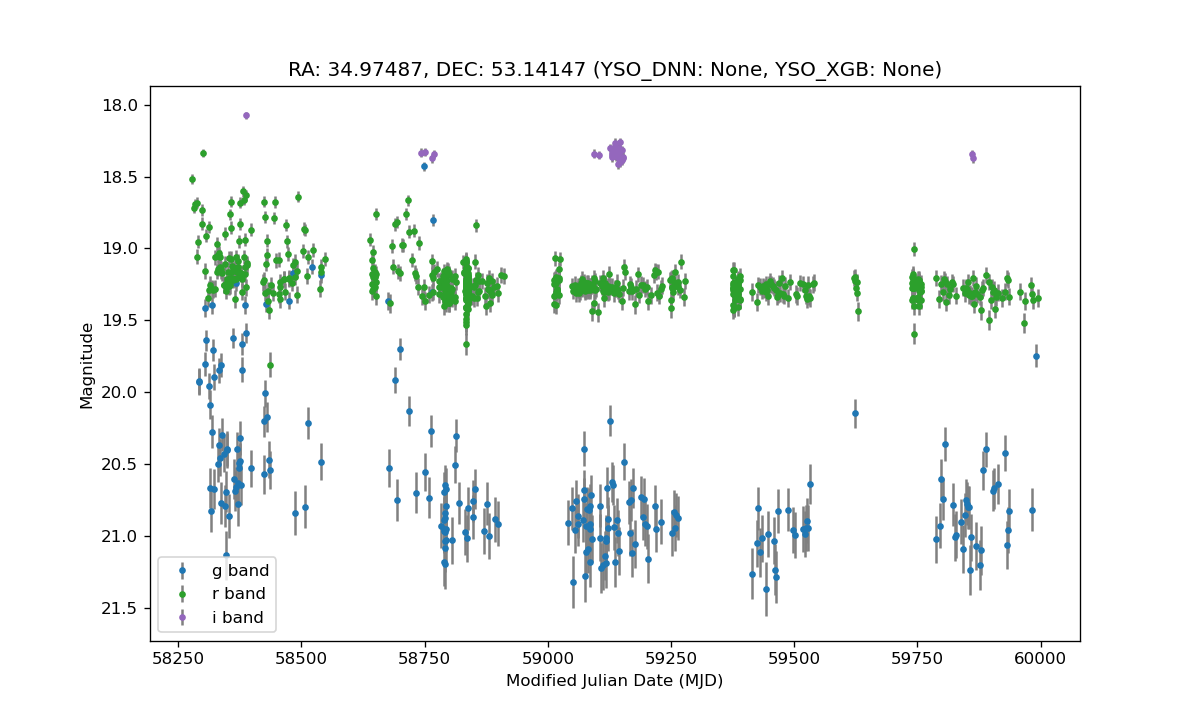 RA: 34.97487, DEC: 53.14147 (YSO_DNN: None, YSO_XGB: None)
18.0
18.5
19.0
19.5
20.0
20.5
21.0
21.5
Magnitude
g band
r band
i band
58250
58500
58750
59000
59250
59500
59750
60000
Modified Julian Date (MJD)